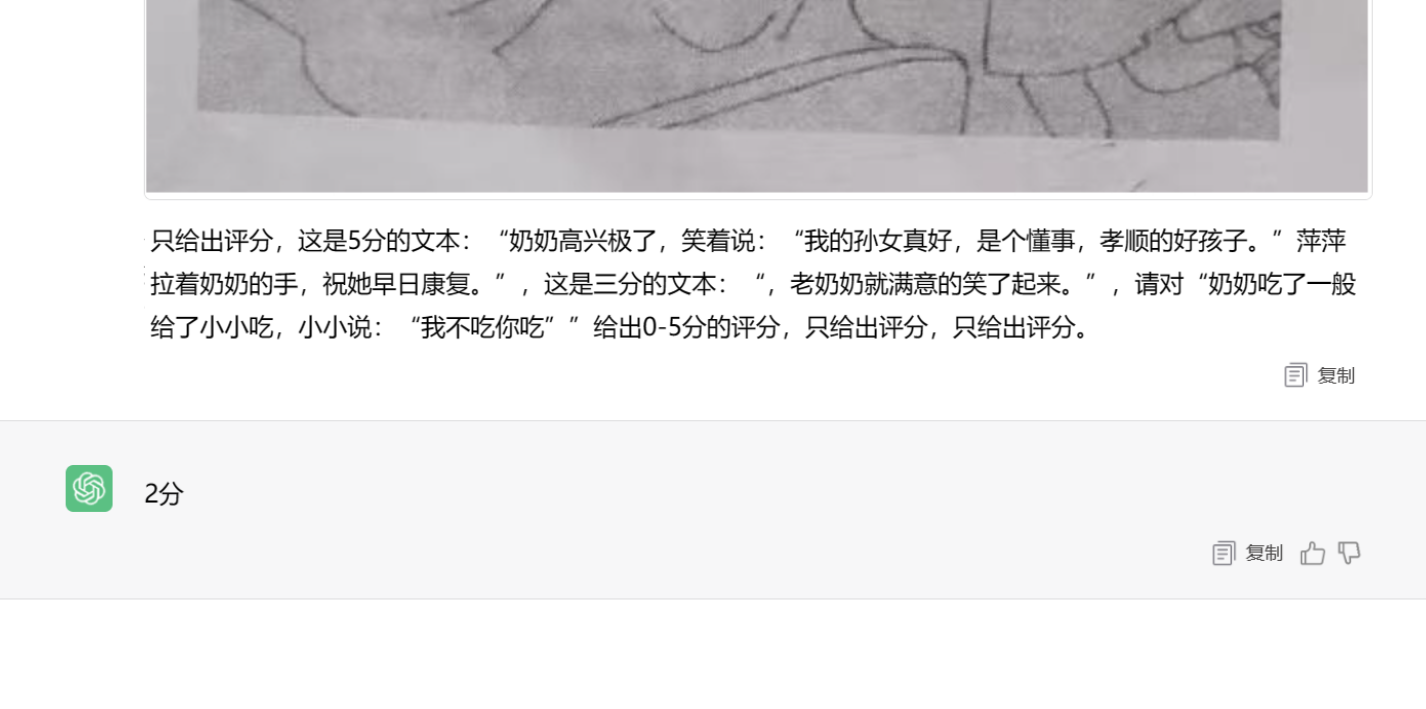 只给出评分，这是5分的文本：“奶奶高兴极了，笑着说：“我的孙女真好，是个懂事，孝顺的好孩子。”萍萍
拉着奶奶的手，祝她早日康复。”，这是三分的文本：“，老奶奶就满意的笑了起来。”，请对“奶奶吃了一般
给了小小吃，小小说：“我不吃你吃””给出0-5分的评分，只给出评分，只给出评分。
复制
2分
复制